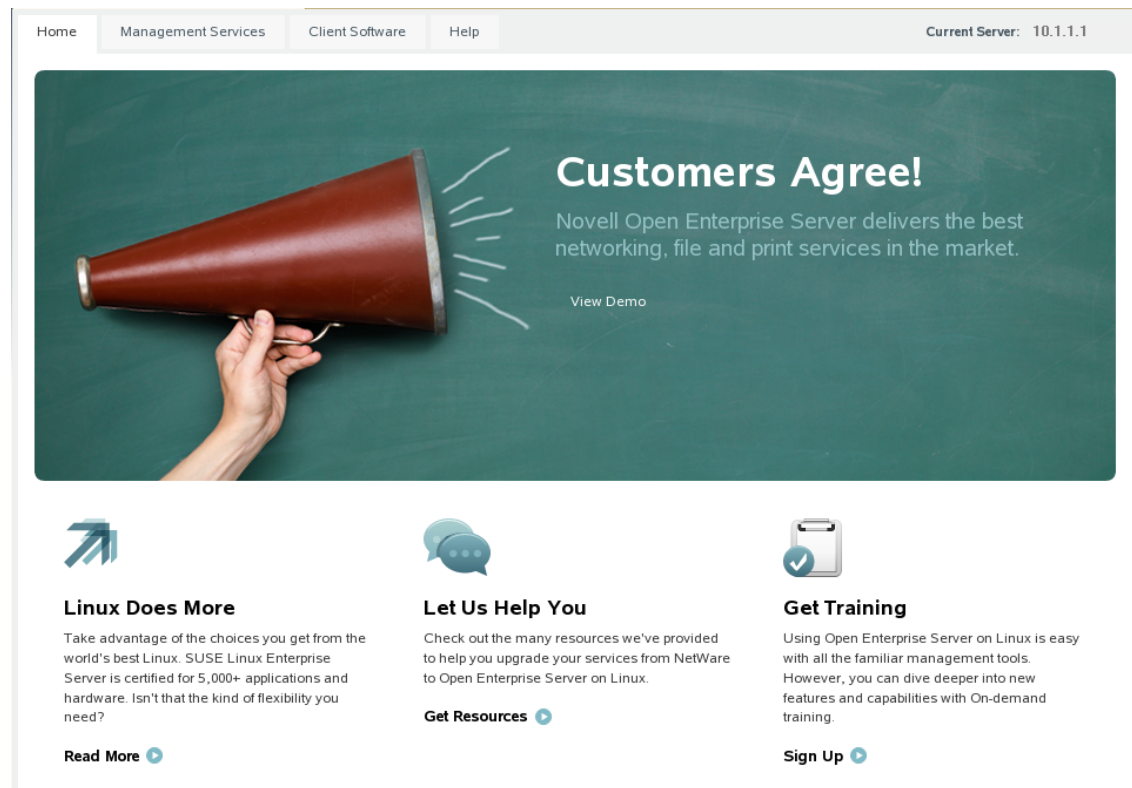 Home Management Services Client Software Help Current Server: 10.1.1.1
Customers Agree!
Novell Open Enterprise Server delivers the best
networking, file and print services in the market.
View Demo
Linux Does More
Take advantage of the choices you get from the
world's best Linux. SUSE Linux Enterprise
Server is certified for 5,000+ applications and
hardware. Isn't that the kind of flexibility you
need?
Read More
Let Us Help You
Check out the many resources we've provided
to help you upgrade your services from NetWare
to Open Enterprise Server on Linux.
Get Resources
Get Training
Using Open Enterprise Server on Linux is easy
with all the familiar management tools.
However, you can dive deeper into new
features and capabilities with On-demand
training.
Sign Up